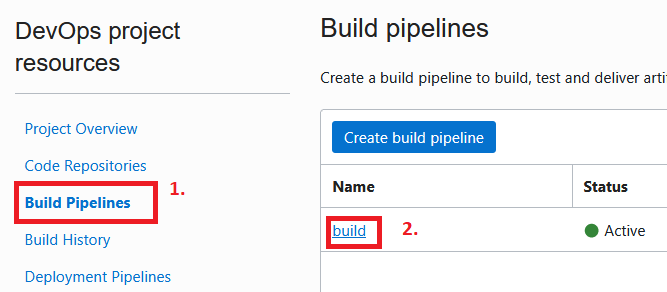 DevOps project
resources
Project Overview
Code Repositories
Build Pipelines
1.
Build History
Deployment Pipelines
Build pipelines
Create a build pipeline to build, test and deliver arti
Create build pipeline
Name Status
build 2. Active